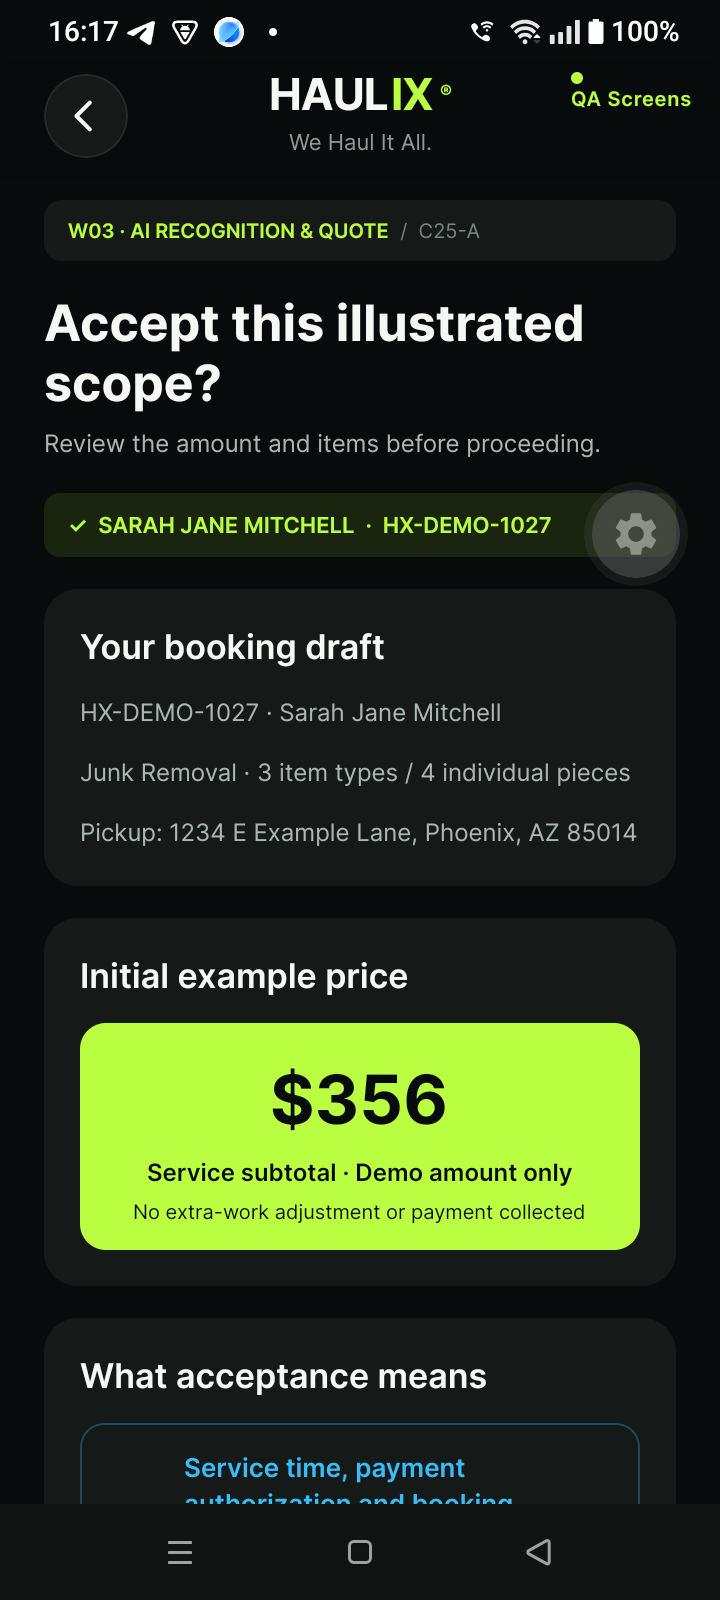 16:17
100%
HAULIX ®
We Haul It All.
QA Screens
W03 · AI RECOGNITION & QUOTE / C25-A
Accept this illustrated
scope?
Review the amount and items before proceeding.
✓ SARAH JANE MITCHELL · HX-DEMO-1027
Your booking draft
HX-DEMO-1027 · Sarah Jane Mitchell
Junk Removal · 3 item types / 4 individual pieces
Pickup: 1234 E Example Lane, Phoenix, AZ 85014
Initial example price
$356
Service subtotal · Demo amount only
No extra-work adjustment or payment collected
What acceptance means
Service time, payment
authorization and booking